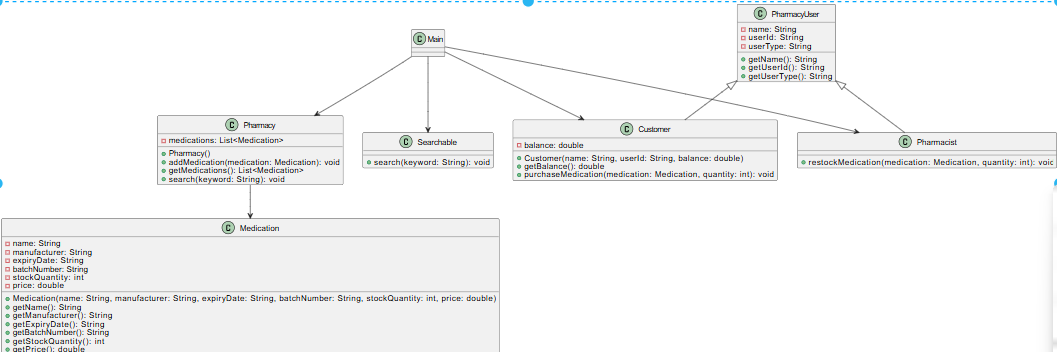 C PharmacyUser
name: String
userId: String
userType: String
getName(): String
getUserId(): String
getUserType(): String
C Main
C Pharmacy
medications: List<Medication>
Pharmacy()
addMedication(medication: Medication): void
getMedications(): List<Medication>
search(keyword: String): void
C Searchable
search(keyword: String): void
C Customer
balance: double
Customer(name: String, userId: String, balance: double)
getBalance(): double
purchaseMedication(medication: Medication, quantity: int): void
C Pharmacist
restockMedication(medication: Medication, quantity: int): void
C Medication
name: String
manufacturer: String
expiryDate: String
batchNumber: String
stockQuantity: int
price: double
Medication(name: String, manufacturer: String, expiryDate: String, batchNumber: String, stockQuantity: int, price: double)
getName(): String
getManufacturer(): String
getExpiryDate(): String
getBatchNumber(): String
getStockQuantity(): int
getPrice(): double